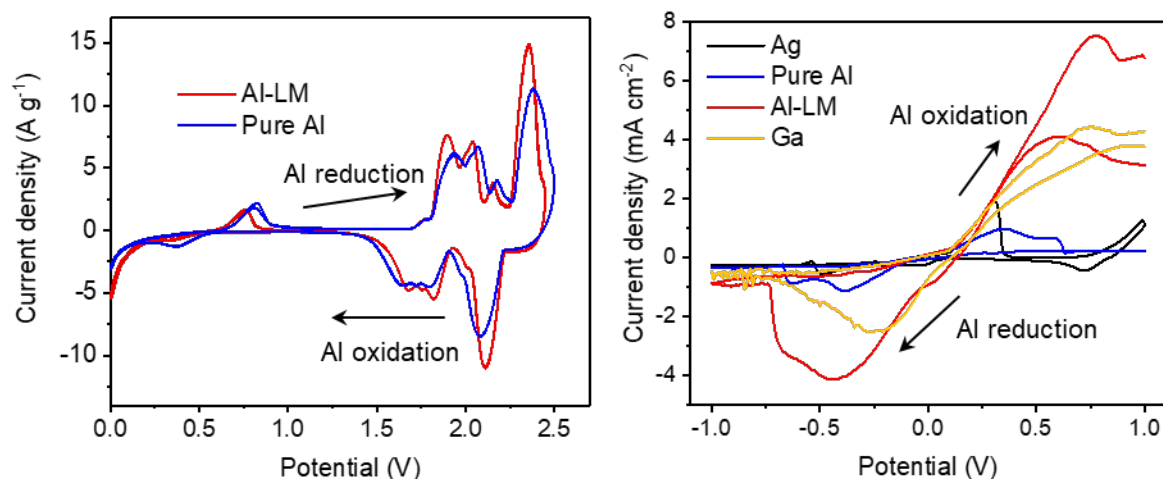 Current density (A g⁻¹)
15
10
5
0
-5
-10
Al-LM
Pure Al
Al reduction
Al oxidation
0.0 0.5 1.0 1.5 2.0 2.5
Potential (V)
Current density (mA cm⁻²)
8
6
4
2
0
-2
-4
Ag
Pure Al
Al-LM
Ga
Al oxidation
Al reduction
-1.0 -0.5 0.0 0.5 1.0
Potential (V)